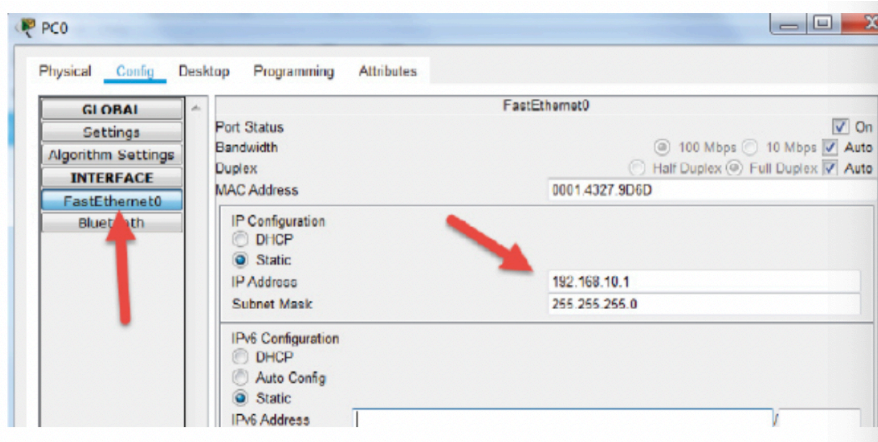 PC0
Physical Config Desktop Programming Attributes
GLOBAL
Settings
Algorithm Settings
INTERFACE
FastEthernet0
Bluetooth
FastEthernet0
Port Status On
Bandwidth 100 Mbps 10 Mbps Auto
Duplex Half Duplex Full Duplex Auto
MAC Address 0001.4327.9D6D
IP Configuration
DHCP
Static
IP Address 192.168.10.1
Subnet Mask 255.255.255.0
IPv6 Configuration
DHCP
Auto Config
Static
IPv6 Address /